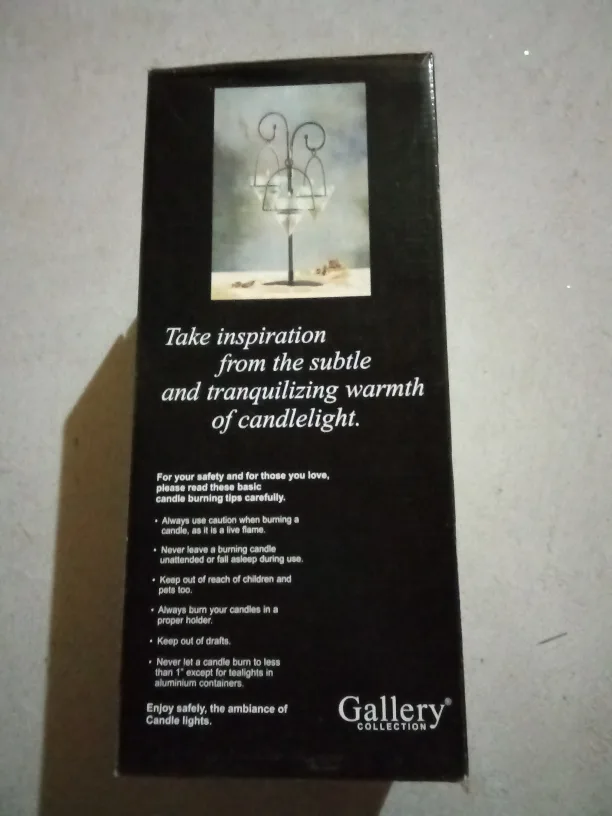 Take inspiration
from the subtle
and tranquilizing warmth
of candlelight.
For your safety and for those you love,
please read these basic
candle burning tips carefully.
• Always use caution when burning a
candle, as it is a live flame.
• Never leave a burning candle
unattended or fall asleep during use.
• Keep out of reach of children and
pets too.
• Always burn your candles in a
proper holder.
• Keep out of drafts.
• Never let a candle burn to less
than 1" except for tealights in
aluminium containers.
Enjoy safely, the ambiance of
Candle lights.
Gallery®
COLLECTION